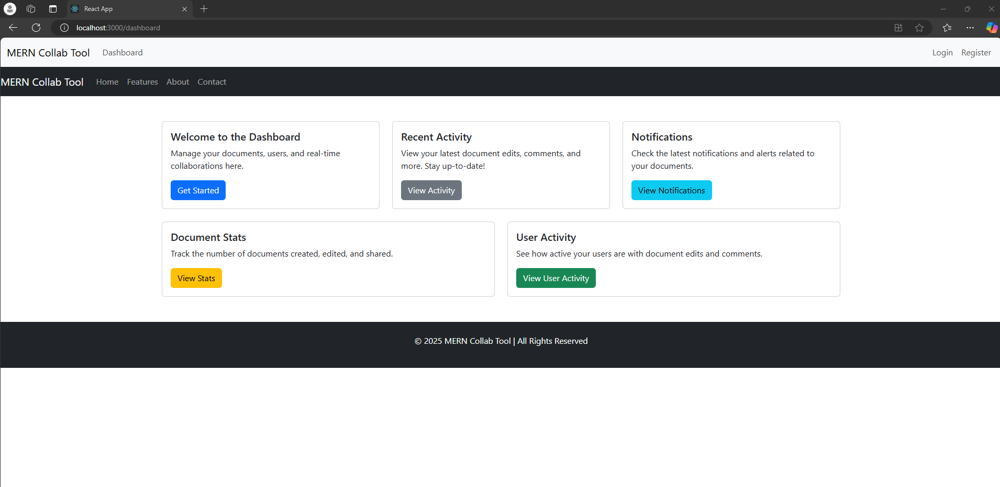 React App
localhost:3000/dashboard
MERN Collab Tool Dashboard Login Register
MERN Collab Tool Home Features About Contact
Welcome to the Dashboard
Manage your documents, users, and real-time
collaborations here.
Get Started
Recent Activity
View your latest document edits, comments, and
more. Stay up-to-date!
View Activity
Notifications
Check the latest notifications and alerts related to
your documents.
View Notifications
Document Stats
Track the number of documents created, edited, and shared.
View Stats
User Activity
See how active your users are with document edits and comments.
View User Activity
© 2025 MERN Collab Tool | All Rights Reserved